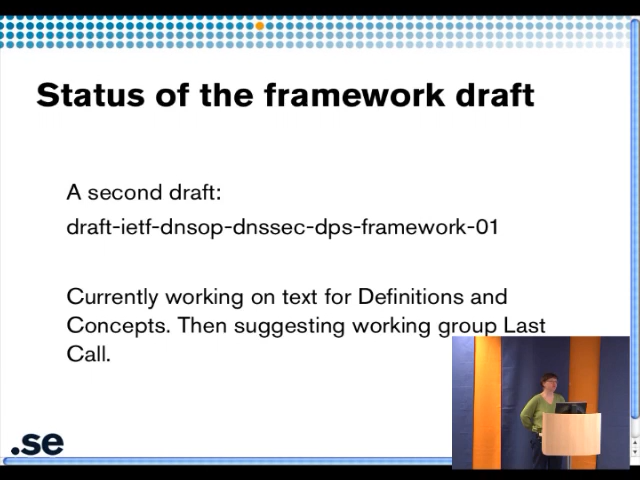 Status of the framework draft
A second draft:
draft-ietf-dnsop-dnssec-dps-framework-01
Currently working on text for Definitions and
Concepts. Then suggesting working group Last
Call.
.se